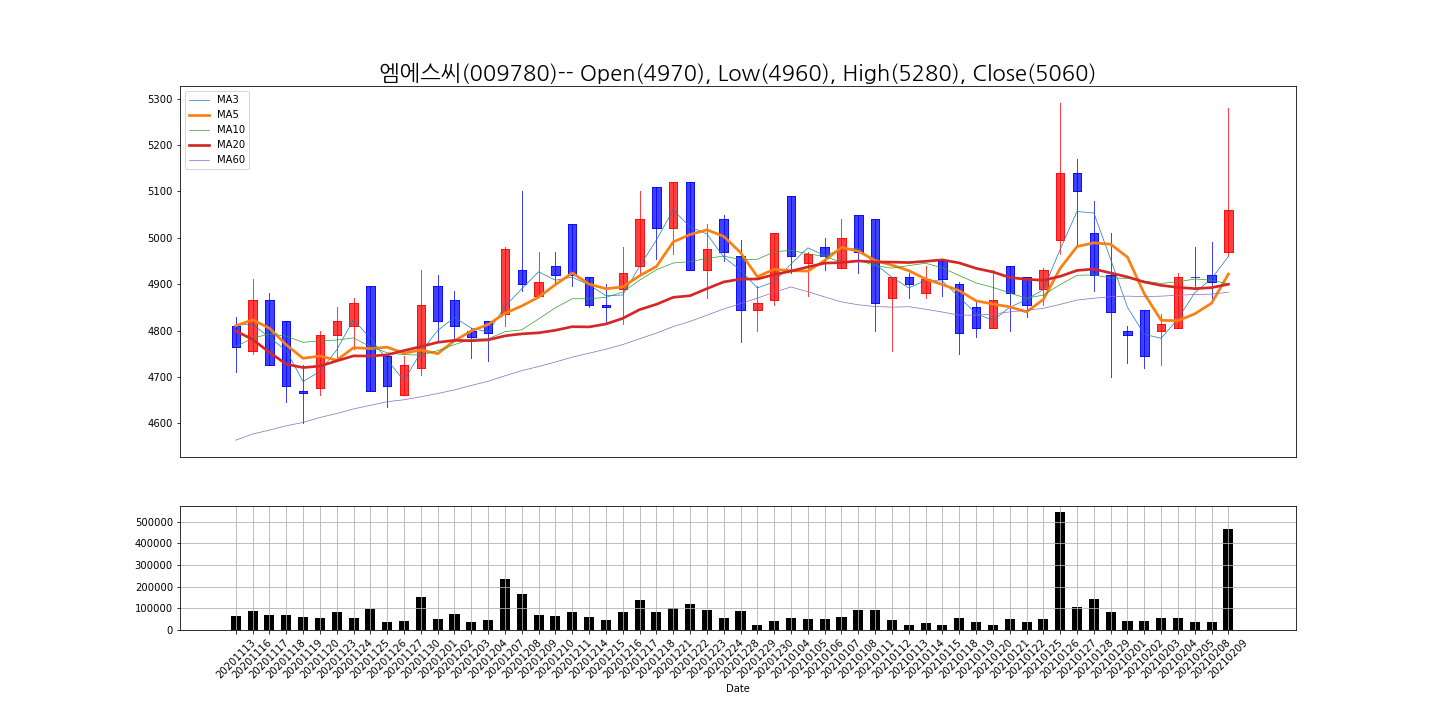 엠에스씨(009780)-- Open(4970), Low(4960), High(5280), Close(5060)
MA3
MA5
MA10
MA20
MA60
5300
5200
5100
5000
4900
4800
4700
4600
500000
400000
300000
200000
100000
0
20201113 20201116 20201117 20201118 20201119 20201120 20201123 20201124 20201125 20201126 20201127 20201130 20201201 20201202 20201203 20201204 20201207 20201208 20201209 20201210 20201211 20201214 20201215 20201216 20201217 20201218 20201221 20201222 20201223 20201224 20201228 20201229 20201230 20210104 20210105 20210106 20210107 20210108 20210111 20210112 20210113 20210114 20210115 20210118 20210119 20210120 20210121 20210122 20210125 20210126 20210127 20210128 20210129 20210201 20210202 20210203 20210204 20210205 20210208 20210209
Date